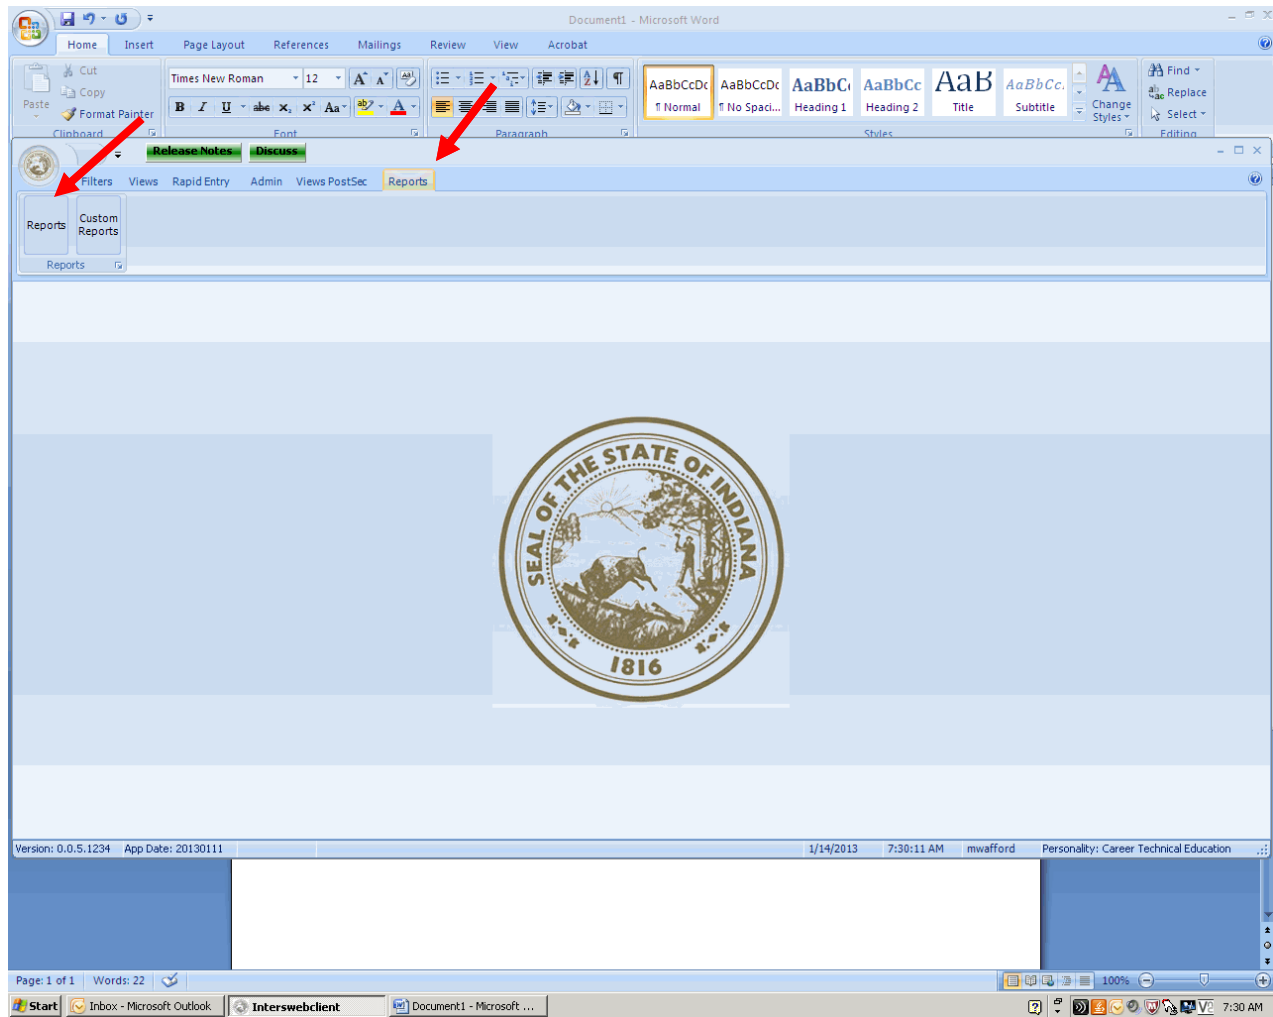 Document1 - Microsoft Word
Home Insert Page Layout References Mailings Review View Acrobat
Cut
Copy
Paste
Format Painter
Clipboard
Times New Roman 12
B I U abe x₂ x² Aa A
Font
Paragraph
AaBbCcDc AaBbCcDc AaBbC AaBbCc AaB AaBbCc.
¶ Normal ¶ No Spaci... Heading 1 Heading 2 Title Subtitle
Change Styles
Styles
Find
Replace
Select
Editing
Release Notes Discuss
Filters Views Rapid Entry Admin Views PostSec Reports
Reports
Custom Reports
Reports
SEAL OF THE STATE OF INDIANA
1816
Version: 0.0.5.1234 App Date: 20130111 1/14/2013 7:30:11 AM mwafford Personality: Career Technical Education
Page: 1 of 1 Words: 22 100%
Start Inbox - Microsoft Outlook Interswebclient Document1 - Microsoft ... 7:30 AM